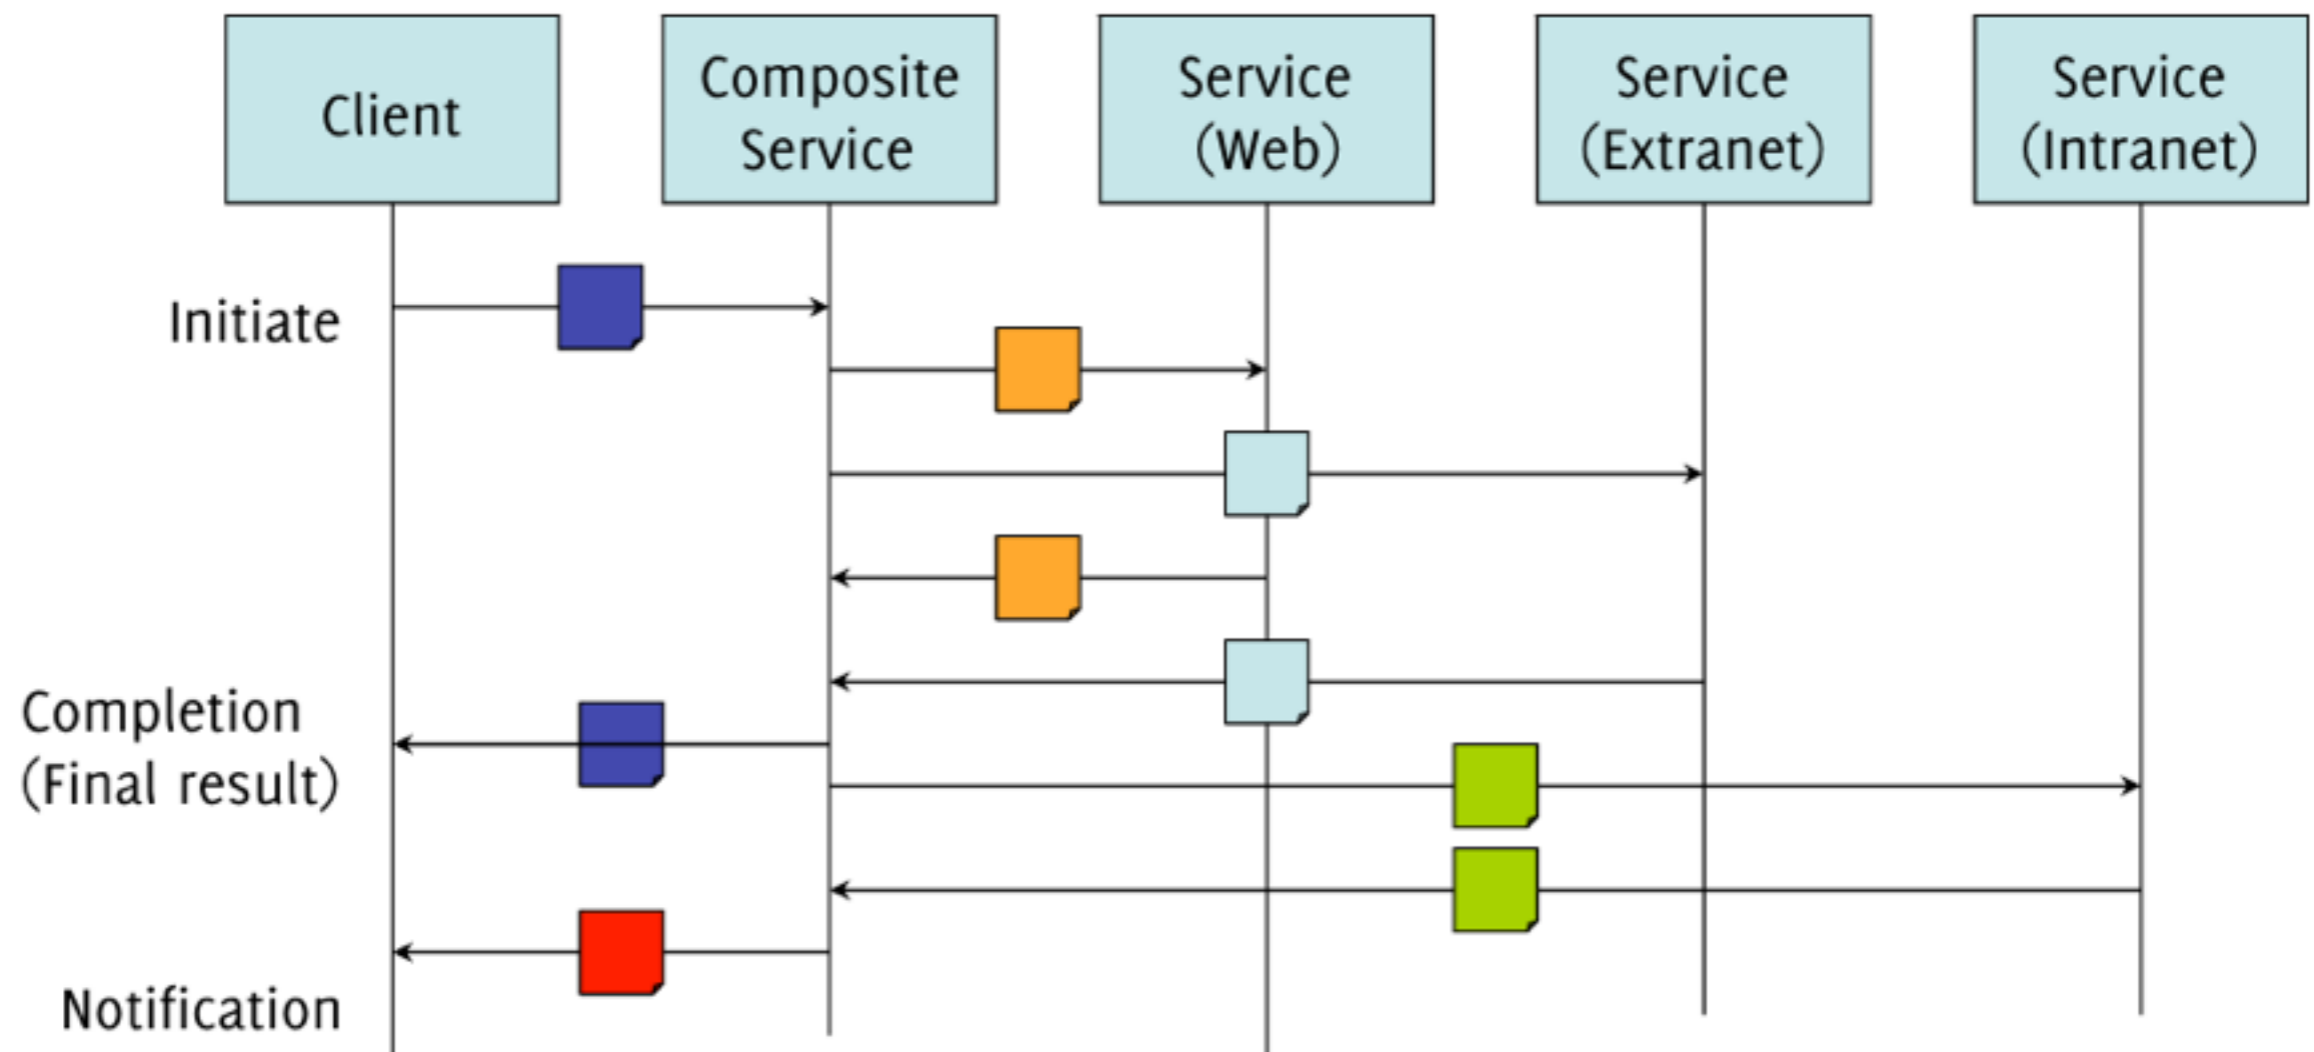 Client
Composite
Service
Service
(Web)
Service
(Extranet)
Service
(Intranet)
Initiate
Completion
(Final result)
Notification